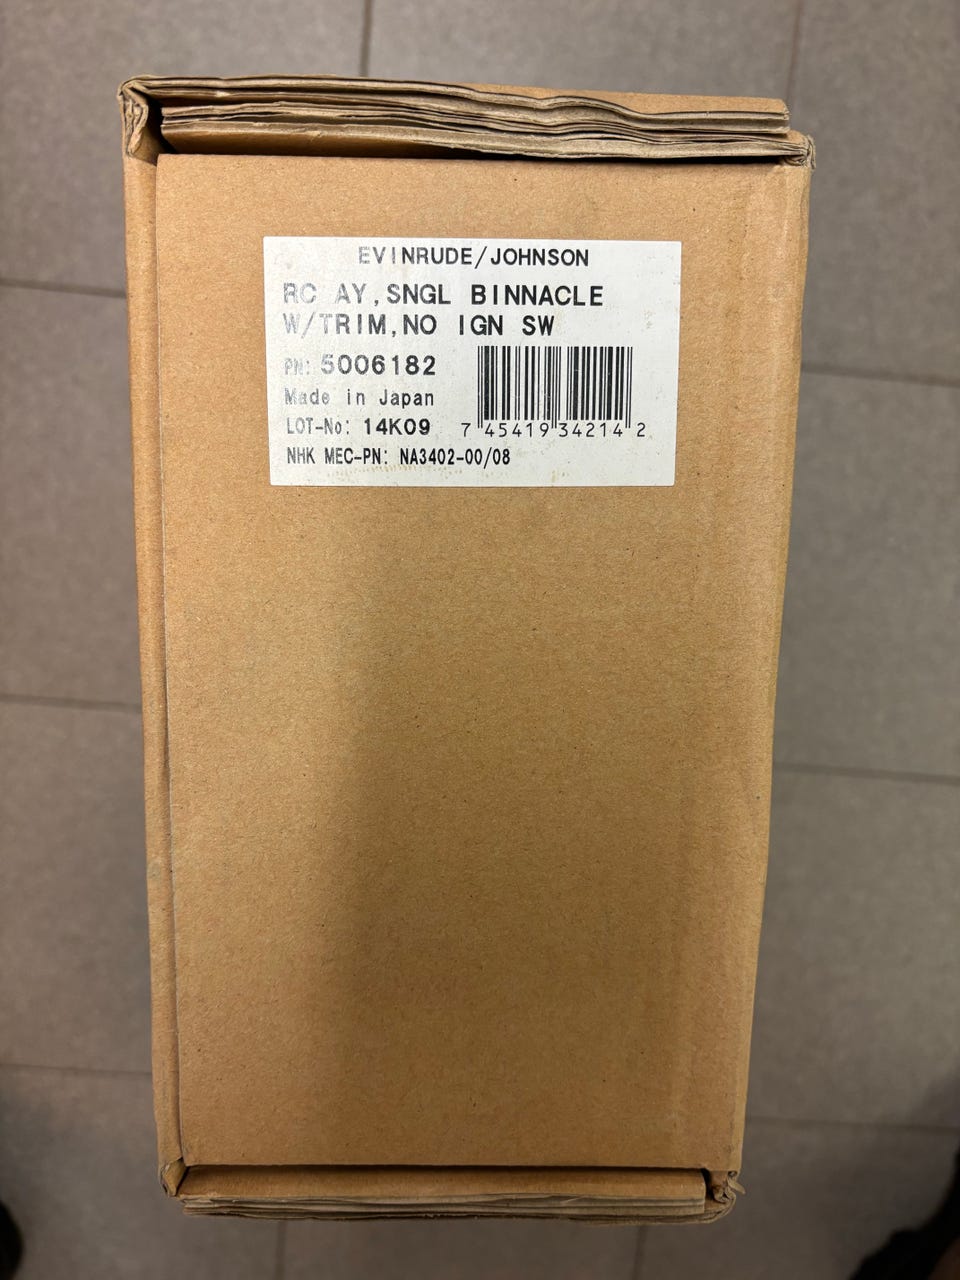 EVINRUDE/JOHNSON
RC AY,SNGL BINNACLE
W/TRIM,NO IGN SW
PN: 5006182
Made in Japan
LOT-No: 14K09
7 45419 34214 2
NHK MEC-PN: NA3402-00/08